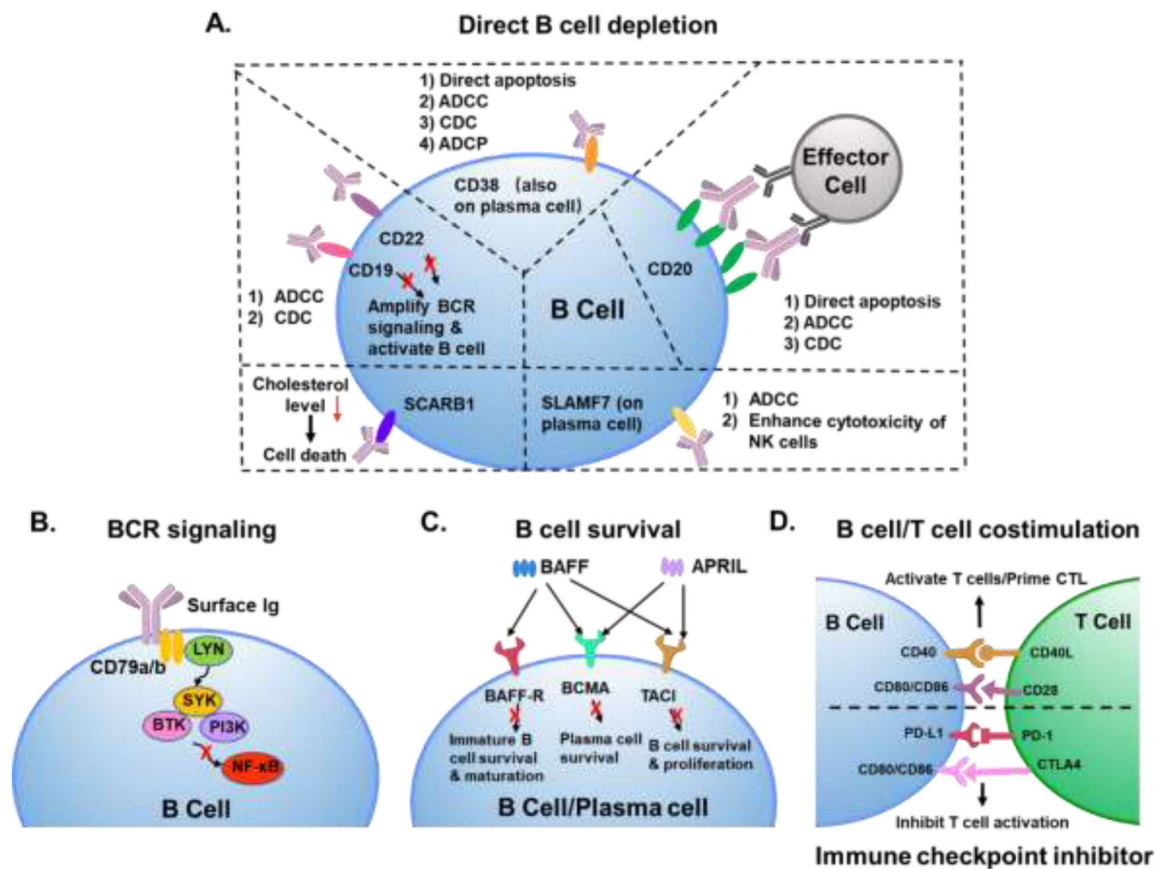 A.
Direct B cell depletion
1) Direct apoptosis
2) ADCC
3) CDC
4) ADCP
Effector
Cell
CD38 (also
on plasma cell)
CD22
CD19
CD20
Amplify BCR
signaling &
activate B cell
B Cell
1) ADCC
2) CDC
1) Direct apoptosis
2) ADCC
3) CDC
Cholesterol
level
Cell death
SCARB1
SLAMF7 (on
plasma cell)
1) ADCC
2) Enhance cytotoxicity of
NK cells
B.
BCR signaling
Surface Ig
CD79a/b
LYN
SYK
BTK
PI3K
NF-κB
B Cell
C.
B cell survival
BAFF
APRIL
BAFF-R
BCMA
TACI
Immature B
cell survival
& maturation
Plasma cell
survival
B cell survival
& proliferation
B Cell/Plasma cell
D.
B cell/T cell costimulation
Activate T cells/Prime CTL
B Cell
T Cell
CD40
CD40L
CD80/CD86
CD28
PD-L1
PD-1
CD80/CD86
CTLA4
Inhibit T cell activation
Immune checkpoint inhibitor